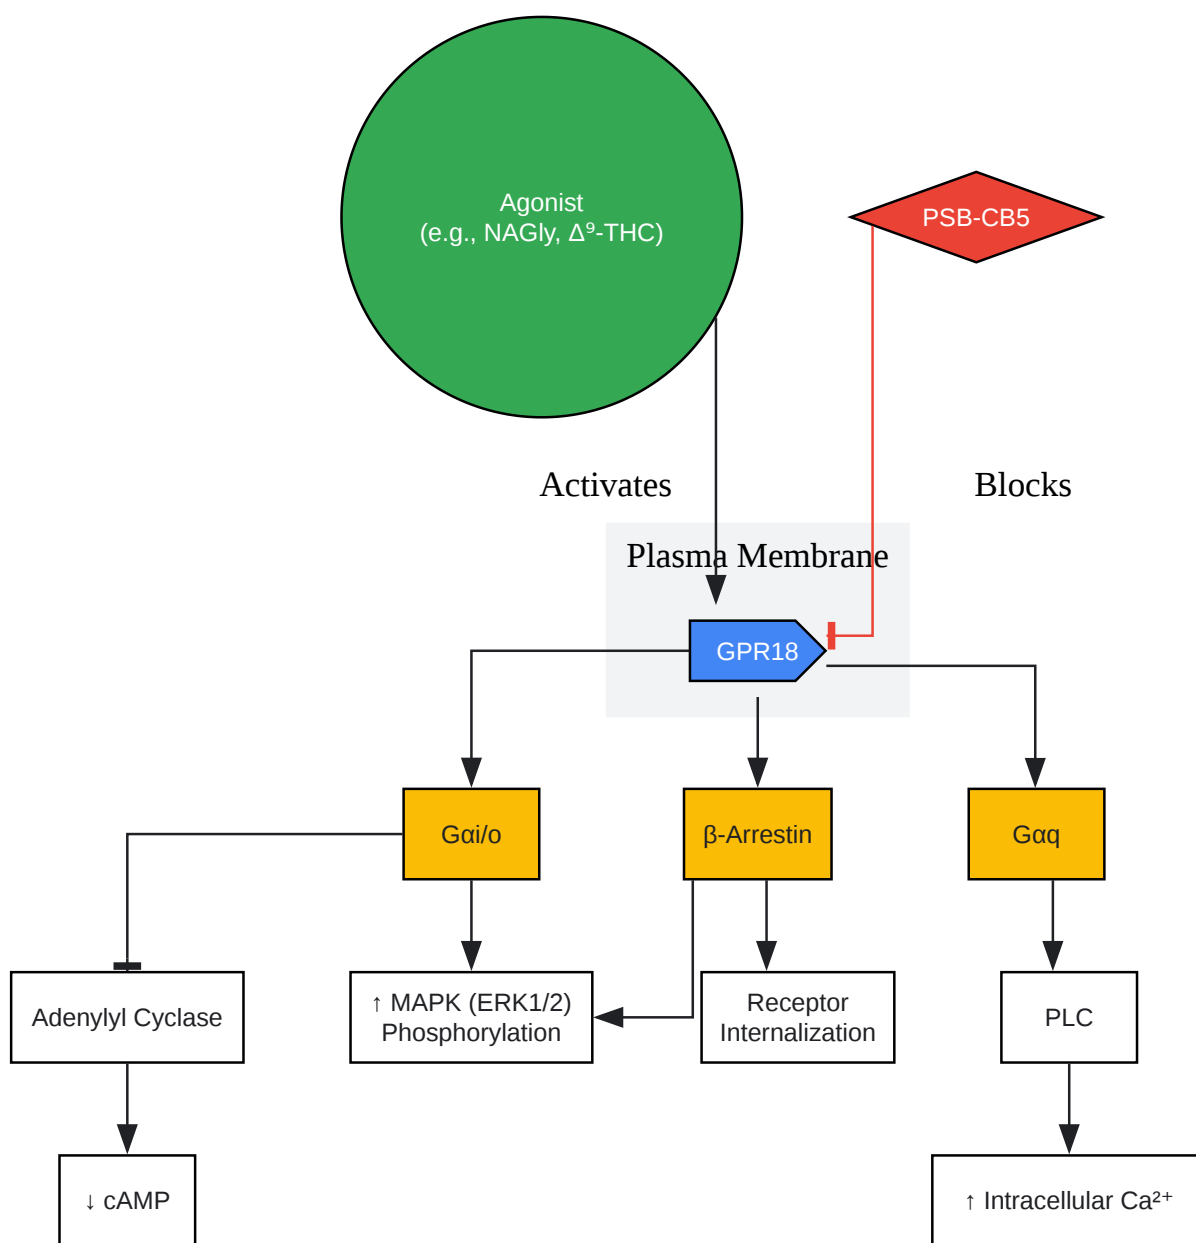 Agonist
(e.g., NAGly, Δ⁹-THC)
PSB-CB5
Activates
Blocks
Plasma Membrane
GPR18
Gαi/o
β-Arrestin
Gαq
Adenylyl Cyclase
↑ MAPK (ERK1/2)
Phosphorylation
Receptor
Internalization
PLC
↓ cAMP
↑ Intracellular Ca²⁺